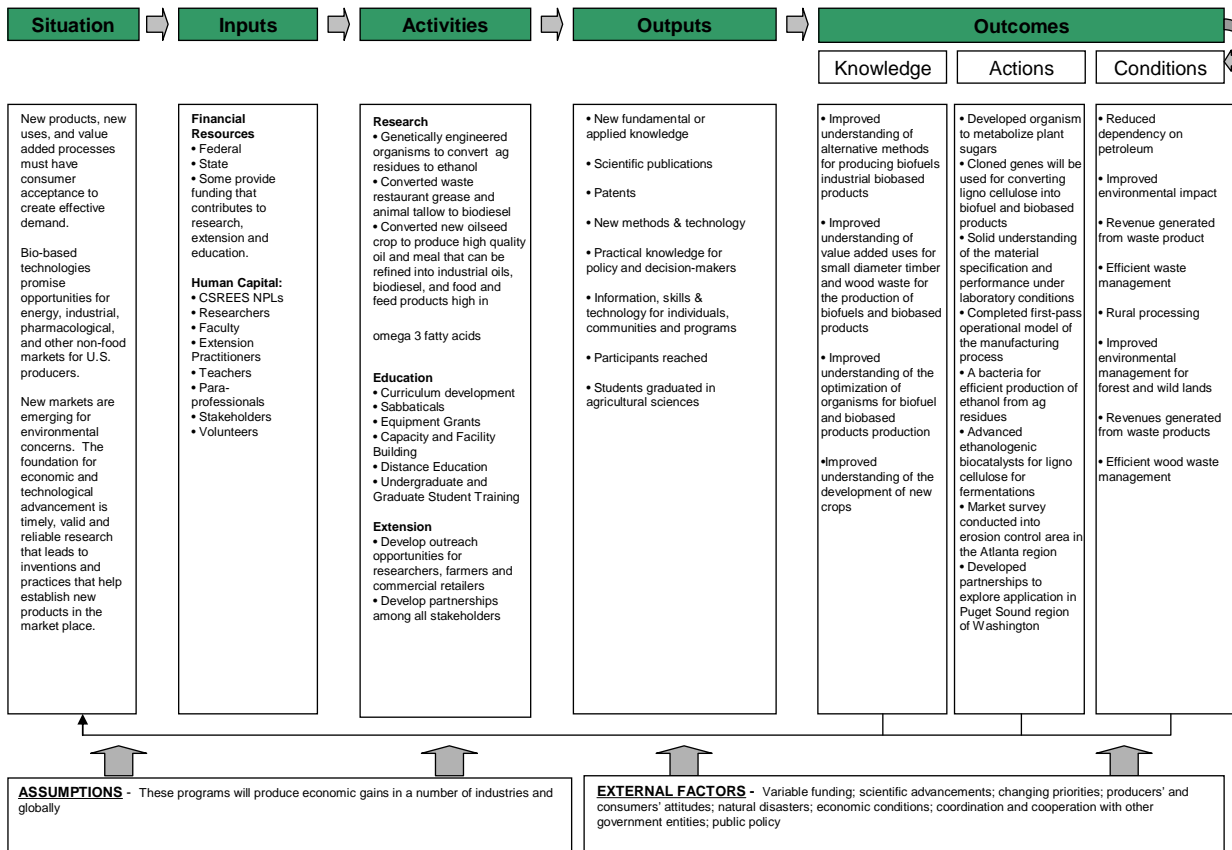 Situation
Inputs
Activities
Outputs
Outcomes
Knowledge
Actions
Conditions
New products, new
uses, and value
added processes
must have
consumer
acceptance to
create effective
demand.
Bio-based
technologies
promise
opportunities for
energy, industrial,
pharmacological,
and other non-food
markets for U.S.
producers.
New markets are
emerging for
environmental
concerns. The
foundation for
economic and
technological
advancement is
timely, valid and
reliable research
that leads to
inventions and
practices that help
establish new
products in the
market place.
Financial
Resources
• Federal
• State
• Some provide
funding that
contributes to
research,
extension and
education.
Human Capital:
• CSREES NPLs
• Researchers
• Faculty
• Extension
Practitioners
• Teachers
• Para-
professionals
• Stakeholders
• Volunteers
Research
• Genetically engineered
organisms to convert ag
residues to ethanol
• Converted waste
restaurant grease and
animal tallow to biodiesel
• Converted new oilseed
crop to produce high quality
oil and meal that can be
refined into industrial oils,
biodiesel, and food and
feed products high in
omega 3 fatty acids
Education
• Curriculum development
• Sabbaticals
• Equipment Grants
• Capacity and Facility
Building
• Distance Education
• Undergraduate and
Graduate Student Training
Extension
• Develop outreach
opportunities for
researchers, farmers and
commercial retailers
• Develop partnerships
among all stakeholders
• New fundamental or
applied knowledge
• Scientific publications
• Patents
• New methods & technology
• Practical knowledge for
policy and decision-makers
• Information, skills &
technology for individuals,
communities and programs
• Participants reached
• Students graduated in
agricultural sciences
• Improved
understanding of
alternative methods
for producing biofuels
industrial biobased
products
• Improved
understanding of
value added uses for
small diameter timber
and wood waste for
the production of
biofuels and biobased
products
• Improved
understanding of the
optimization of
organisms for biofuel
and biobased
products production
•Improved
understanding of the
development of new
crops
• Developed organism
to metabolize plant
sugars
• Cloned genes will be
used for converting
ligno cellulose into
biofuel and biobased
products
• Solid understanding
of the material
specification and
performance under
laboratory conditions
• Completed first-pass
operational model of
the manufacturing
process
• A bacteria for
efficient production of
ethanol from ag
residues
• Advanced
ethanologenic
biocatalysts for ligno
cellulose for
fermentations
• Market survey
conducted into
erosion control area in
the Atlanta region
• Developed
partnerships to
explore application in
Puget Sound region
of Washington
• Reduced
dependency on
petroleum
• Improved
environmental impact
• Revenue generated
from waste product
• Efficient waste
management
• Rural processing
• Improved
environmental
management for
forest and wild lands
• Revenues generated
from waste products
• Efficient wood waste
management
ASSUMPTIONS - These programs will produce economic gains in a number of industries and
globally
EXTERNAL FACTORS - Variable funding; scientific advancements; changing priorities; producers' and
consumers' attitudes; natural disasters; economic conditions; coordination and cooperation with other
government entities; public policy